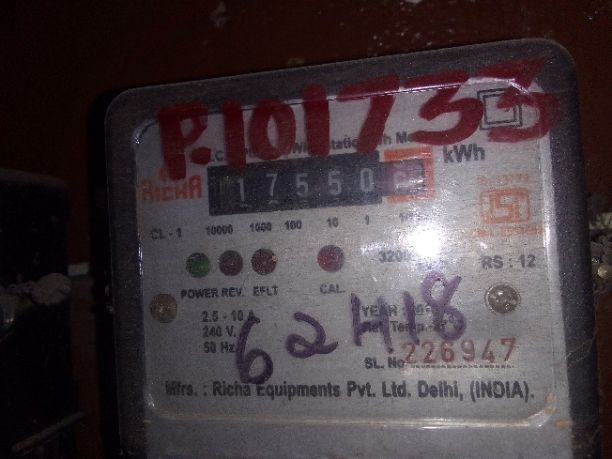 P.101733
kWh
RICHA
17550
CL - 1 10000 1000 100 10 1
3200
RS : 12
POWER REV. E/FLT CAL.
2.5 - 10 A
240 V.
50 Hz.
YEAR
62418
SL. No. 226947
Mfrs. : Richa Equipments Pvt. Ltd. Delhi, (INDIA).